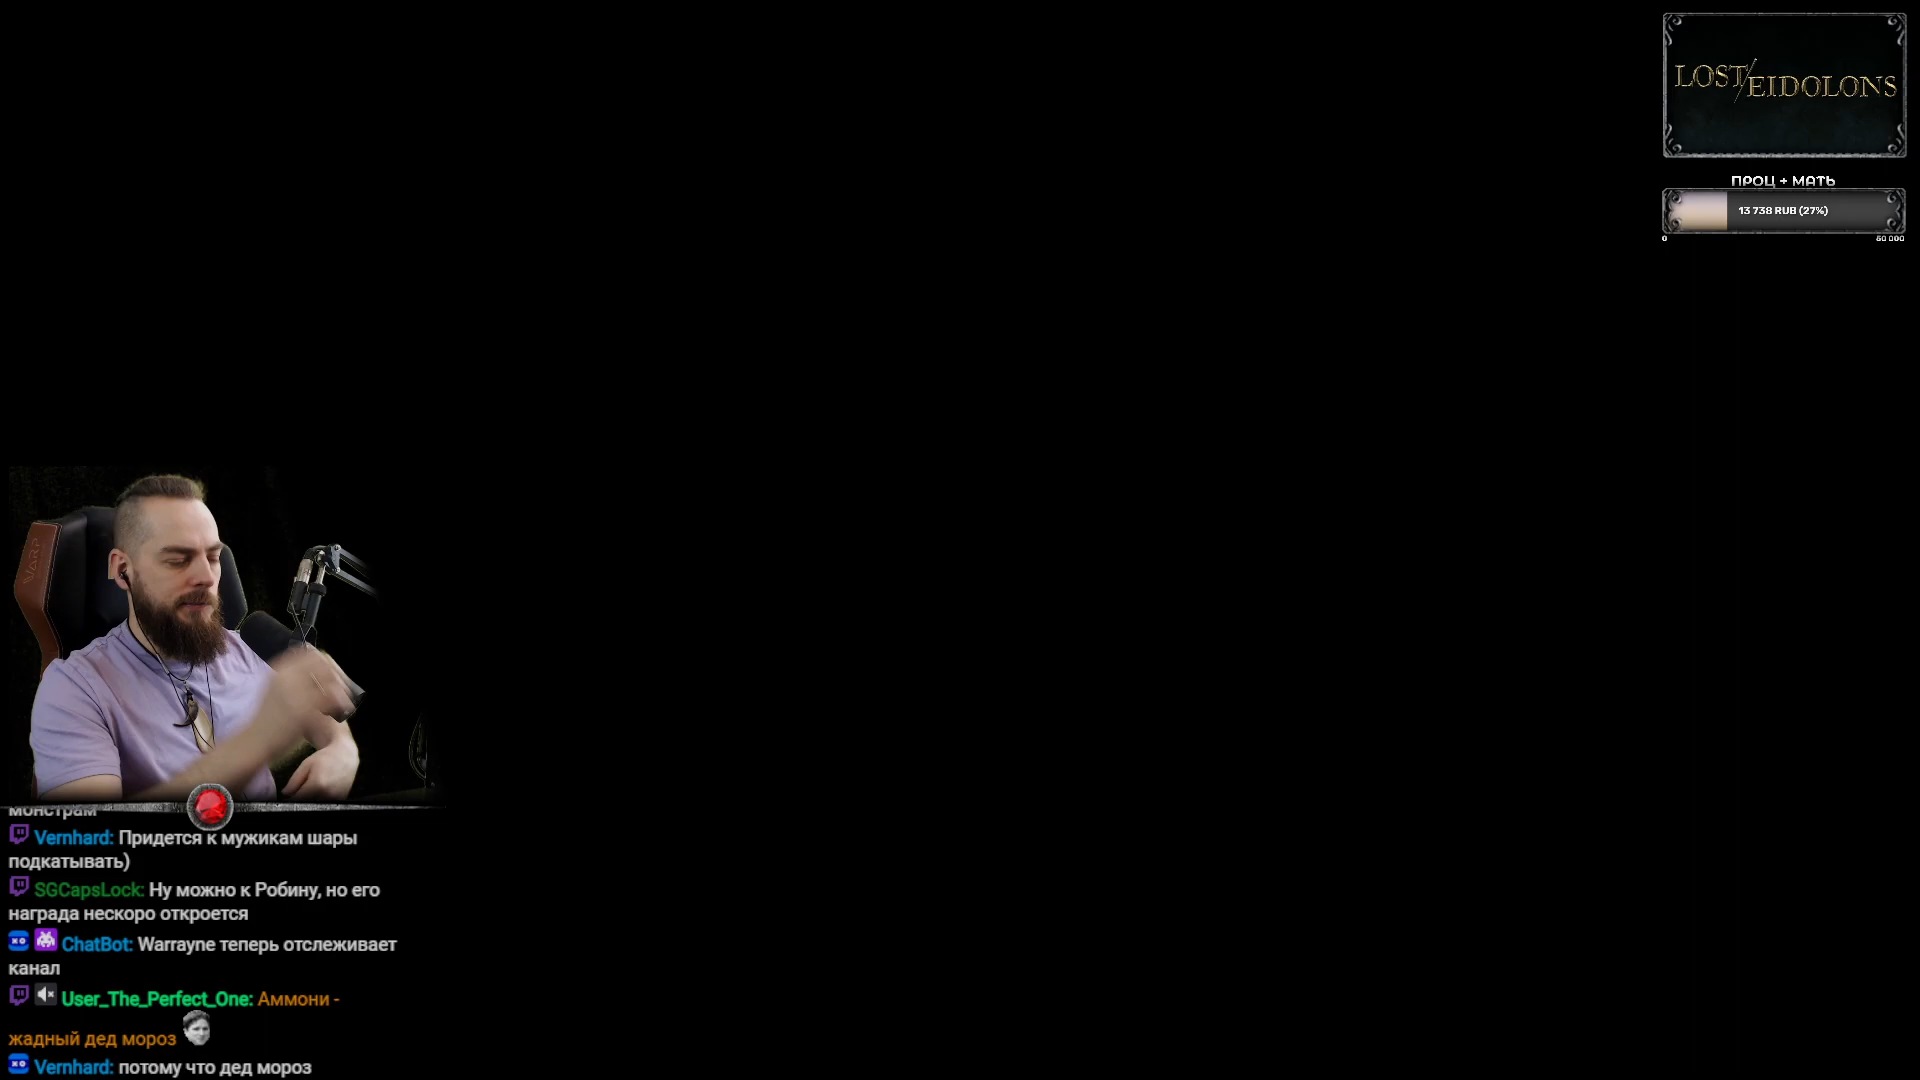 LOST EIDOLONS
ПРОЦ + МАТЬ
13 738 RUB (27%)
0
50 000
VARP
монстрам
Vernhard: Придется к мужикам шары
подкатывать)
SGCapsLock: Ну можно к Робину, но его
награда нескоро откроется
ChatBot: Warrayne теперь отслеживает
канал
User_The_Perfect_One: Аммони -
жадный дед мороз
Vernhard: потому что дед мороз